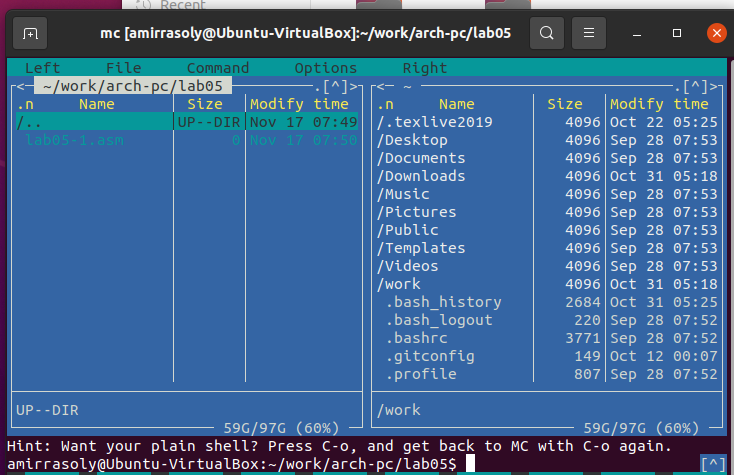 Recent
mc [amirrasoly@Ubuntu-VirtualBox]:~/work/arch-pc/lab05
Left File Command Options Right
<─ ~/work/arch-pc/lab05 ─.[^]>
.n Name Size Modify time
/.. UP--DIR Nov 17 07:49
lab05-1.asm 0 Nov 17 07:50
UP--DIR
59G/97G (60%)
<─ ~ ─.[^]>
.n Name Size Modify time
/.texlive2019 4096 Oct 22 05:25
/Desktop 4096 Sep 28 07:53
/Documents 4096 Sep 28 07:53
/Downloads 4096 Oct 31 05:18
/Music 4096 Sep 28 07:53
/Pictures 4096 Sep 28 07:53
/Public 4096 Sep 28 07:53
/Templates 4096 Sep 28 07:53
/Videos 4096 Sep 28 07:53
/work 4096 Oct 31 05:18
.bash_history 2684 Oct 31 05:25
.bash_logout 220 Sep 28 07:52
.bashrc 3771 Sep 28 07:52
.gitconfig 149 Oct 12 00:07
.profile 807 Sep 28 07:52
/work
59G/97G (60%)
Hint: Want your plain shell? Press C-o, and get back to MC with C-o again.
amirrasoly@Ubuntu-VirtualBox:~/work/arch-pc/lab05$ [^]